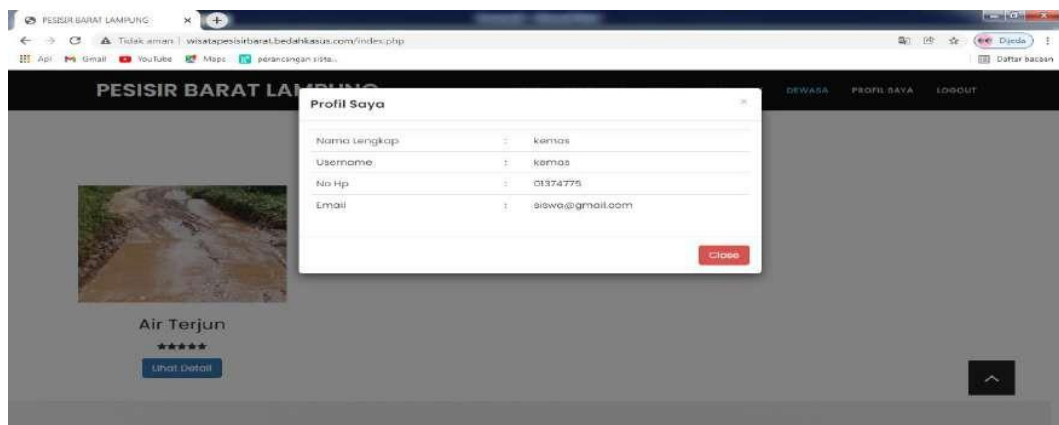 PESISIR BARAT LAMPUNG
Tidak aman | wisatapesisirbarat.bedahkasus.com/index.php
Dijeda
Apl Gmail YouTube Maps perancangan sista...
Daftar bacaan
PESISIR BARAT LAMPUNG
DEWASA PROFIL SAYA LOGOUT
Profil Saya ×
Nama Lengkap : kemas
Username : kemas
No Hp : 01374775
Email : siswa@gmail.com
Close
Air Terjun
★★★★★
Lihat Detail